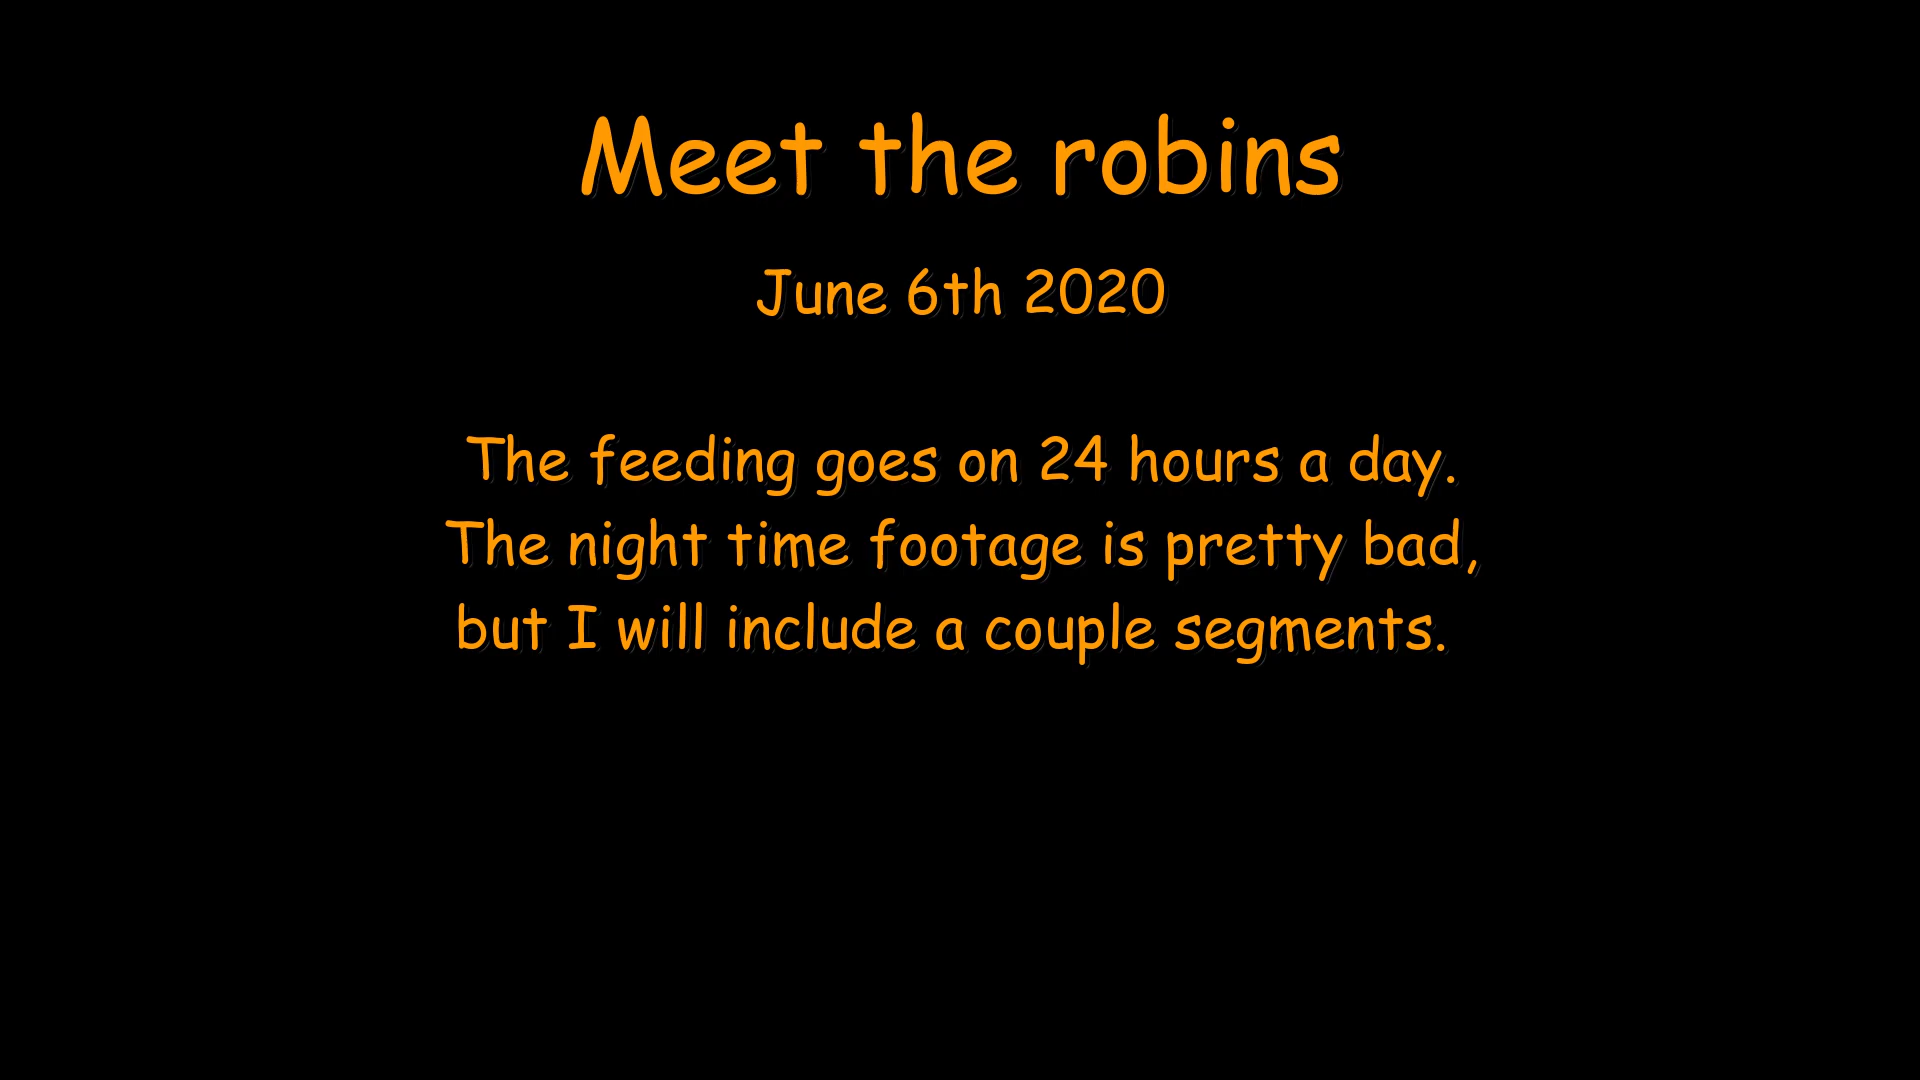 Meet the robins
June 6th 2020
The feeding goes on 24 hours a day.
The night time footage is pretty bad,
but I will include a couple segments.